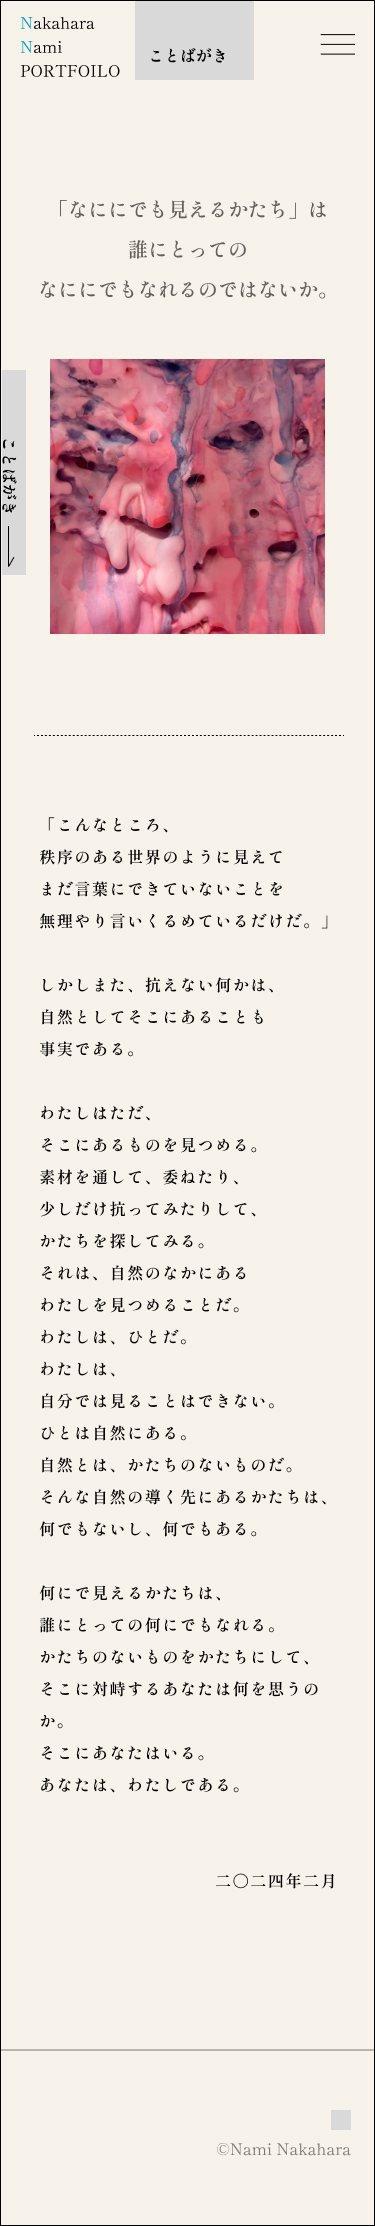 Nakahara
Nami
PORTFOILO
ことばがき
「なににでも見えるかたち」は
誰にとっての
なににでもなれるのではないか。
ことばがき
「こんなところ、
秩序のある世界のように見えて
まだ言葉にできていないことを
無理やり言いくるめているだけだ。」
しかしまた、抗えない何かは、
自然としてそこにあることも
事実である。
わたしはただ、
そこにあるものを見つめる。
素材を通して、委ねたり、
少しだけ抗ってみたりして、
かたちを探してみる。
それは、自然のなかにある
わたしを見つめることだ。
わたしは、ひとだ。
わたしは、
自分では見ることはできない。
ひとは自然にある。
自然とは、かたちのないものだ。
そんな自然の導く先にあるかたちは、
何でもないし、何でもある。
何にで見えるかたちは、
誰にとっての何にでもなれる。
かたちのないものをかたちにして、
そこに対峙するあなたは何を思うの
か。
そこにあなたはいる。
あなたは、わたしである。
二〇二四年二月
©Nami Nakahara